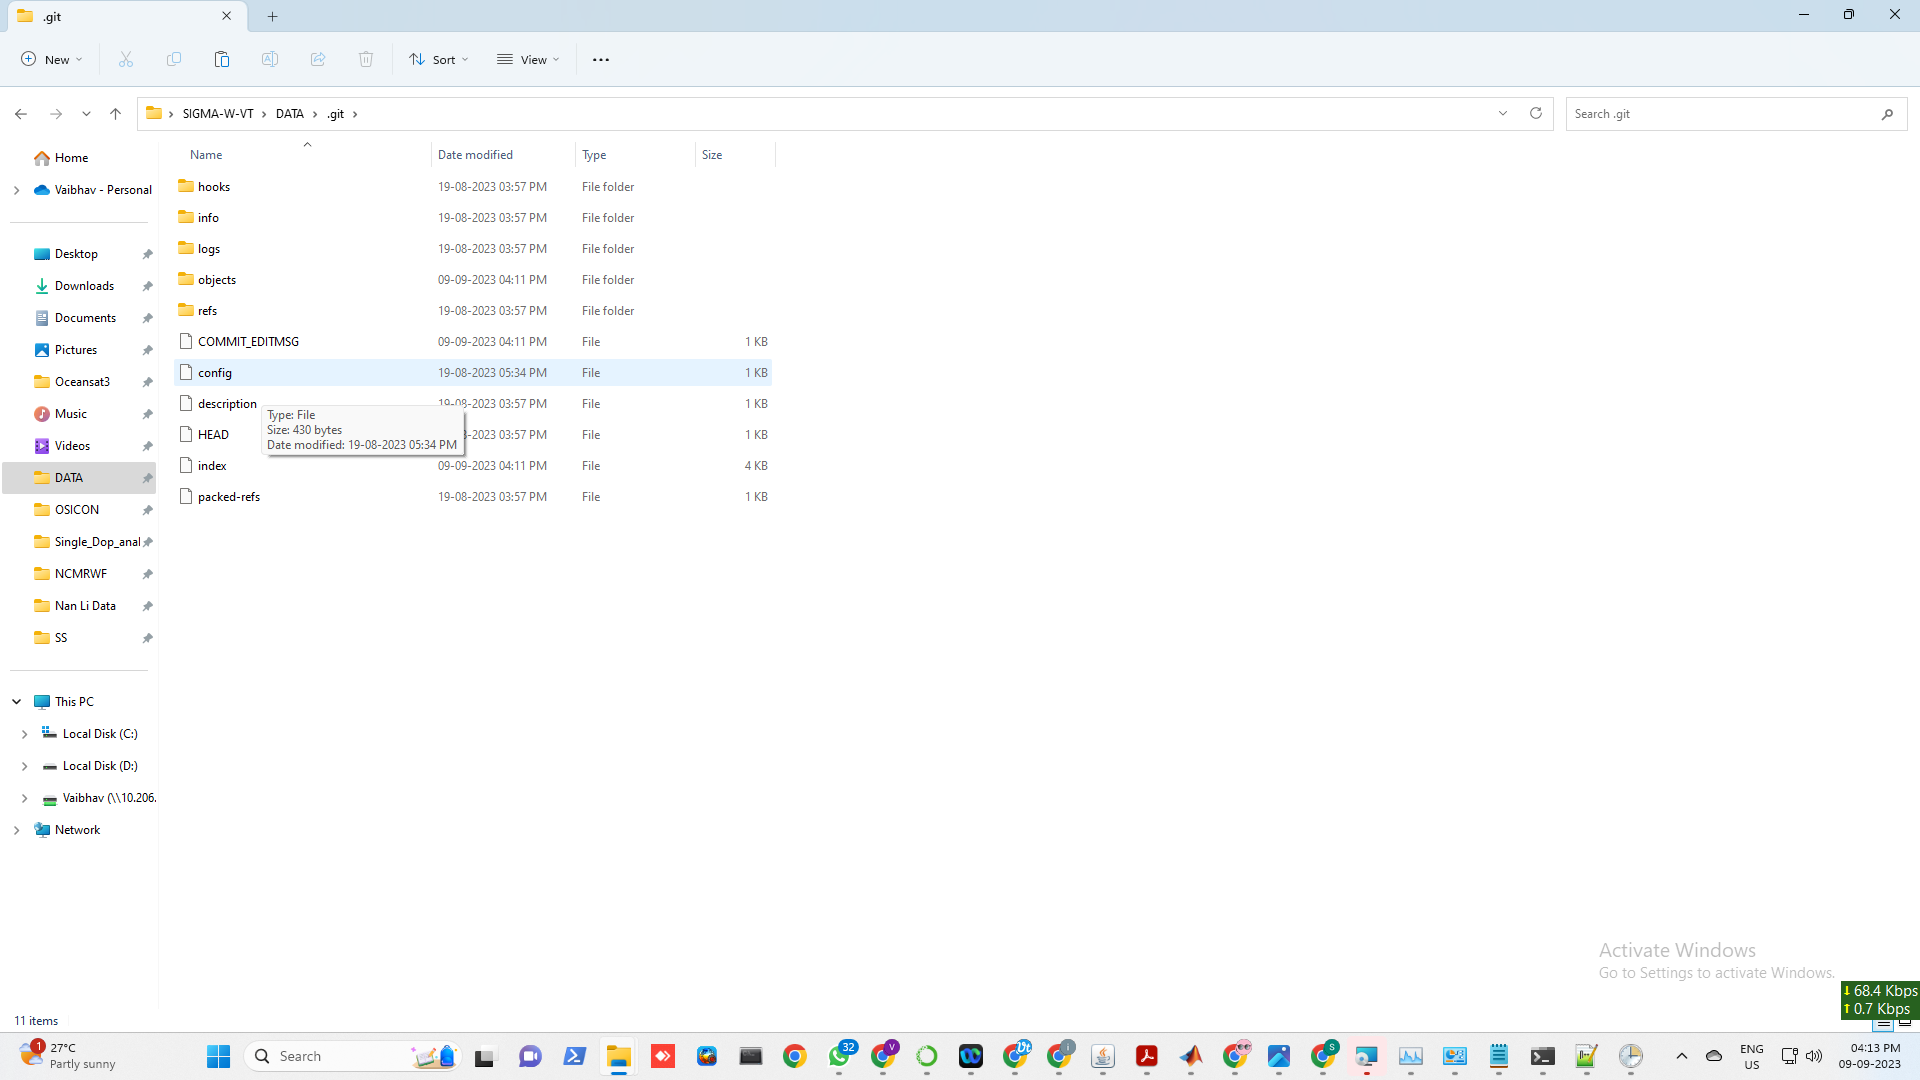 .git
New
Sort
View
SIGMA-W-VT
DATA
.git
Search .git
Name
Date modified
Type
Size
hooks 19-08-2023 03:57 PM File folder
info 19-08-2023 03:57 PM File folder
logs 19-08-2023 03:57 PM File folder
objects 09-09-2023 04:11 PM File folder
refs 19-08-2023 03:57 PM File folder
COMMIT_EDITMSG 09-09-2023 04:11 PM File 1 KB
config 19-08-2023 05:34 PM File 1 KB
description 19-08-2023 03:57 PM File 1 KB
HEAD 3-2023 03:57 PM File 1 KB
index 09-09-2023 04:11 PM File 4 KB
packed-refs 19-08-2023 03:57 PM File 1 KB
Type: File
Size: 430 bytes
Date modified: 19-08-2023 05:34 PM
Home
Vaibhav - Personal
Desktop
Downloads
Documents
Pictures
Oceansat3
Music
Videos
DATA
OSICON
Single_Dop_anal
NCMRWF
Nan Li Data
SS
This PC
Local Disk (C:)
Local Disk (D:)
Vaibhav (\\10.206.
Network
Activate Windows
Go to Settings to activate Windows.
68.4 Kbps
0.7 Kbps
11 items
1
27°C
Partly sunny
Search
32
V
Vt
i
S
ENG
US
04:13 PM
09-09-2023